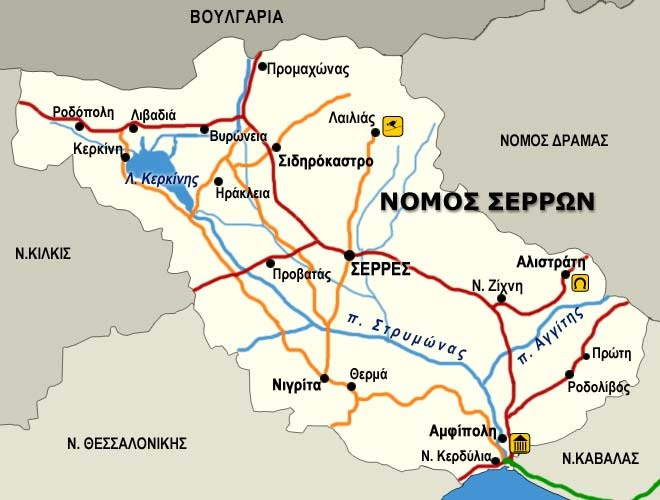 ΒΟΥΛΓΑΡΙΑ
Προμαχώνας
Ροδόπολη
Λιβαδιά
Λαιλιάς
Βυρώνεια
ΝΟΜΟΣ ΔΡΑΜΑΣ
Κερκίνη
Σιδηρόκαστρο
Λ. Κερκίνης
Ηράκλεια
ΝΟΜΟΣ ΣΕΡΡΩΝ
Ν.ΚΙΛΚΙΣ
ΣΕΡΡΕΣ
Αλιστράτη
Προβατάς
Ν. Ζίχνη
π. Στρυμώνας
π. Αγγίτης
Πρώτη
Νιγρίτα
Θερμά
Ροδολίβός
Αμφίπολη
Ν. ΘΕΣΣΑΛΟΝΙΚΗΣ
Ν. Κερδύλια
Ν.ΚΑΒΑΛΑΣ